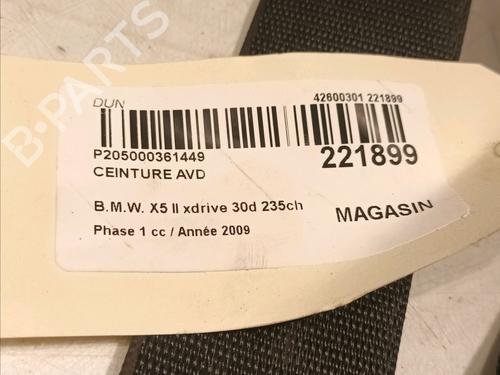 B-PARTS
DUN
42600301 221899
P205000361449
221899
CEINTURE AVD
B.M.W. X5 II xdrive 30d 235ch
MAGASIN
Phase 1 cc / Année 2009